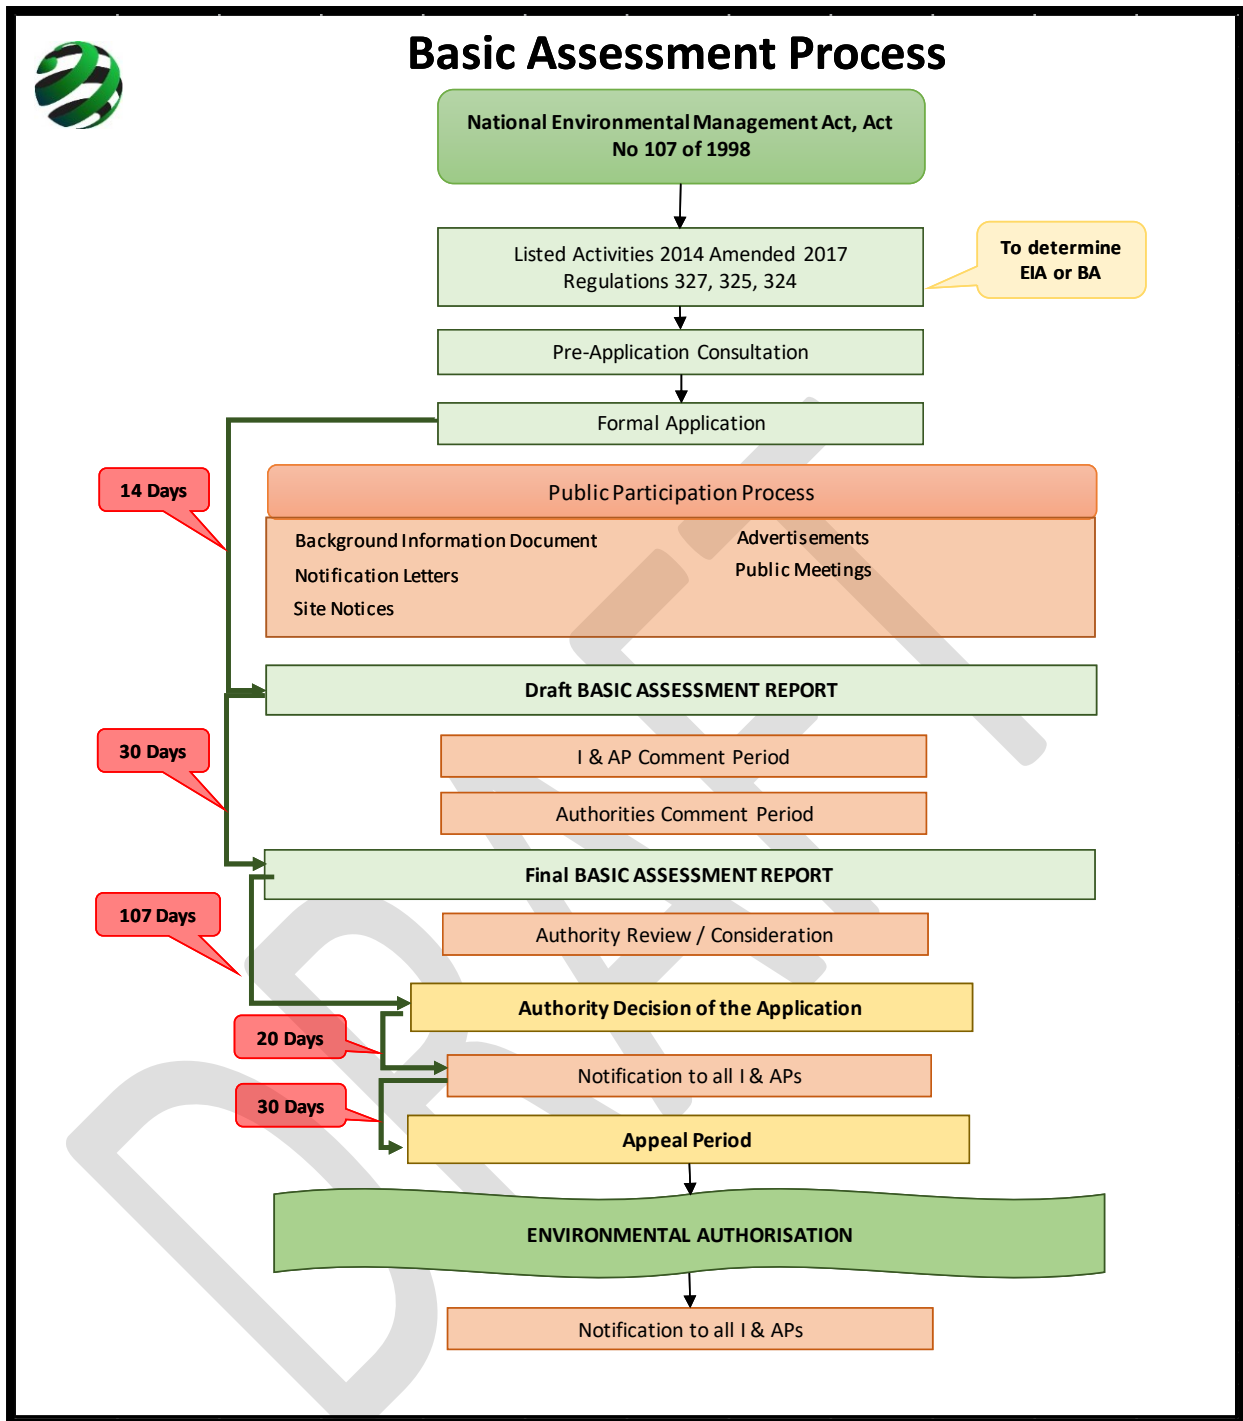 Basic Assessment Process
National Environmental Management Act, Act
No 107 of 1998
Listed Activities 2014 Amended 2017
Regulations 327, 325, 324
To determine
EIA or BA
Pre-Application Consultation
Formal Application
14 Days
Public Participation Process
Background Information Document
Notification Letters
Site Notices
Advertisements
Public Meetings
Draft BASIC ASSESSMENT REPORT
30 Days
I & AP Comment Period
Authorities Comment Period
Final BASIC ASSESSMENT REPORT
107 Days
Authority Review / Consideration
Authority Decision of the Application
20 Days
Notification to all I & APs
30 Days
Appeal Period
ENVIRONMENTAL AUTHORISATION
Notification to all I & APs
DRAFT